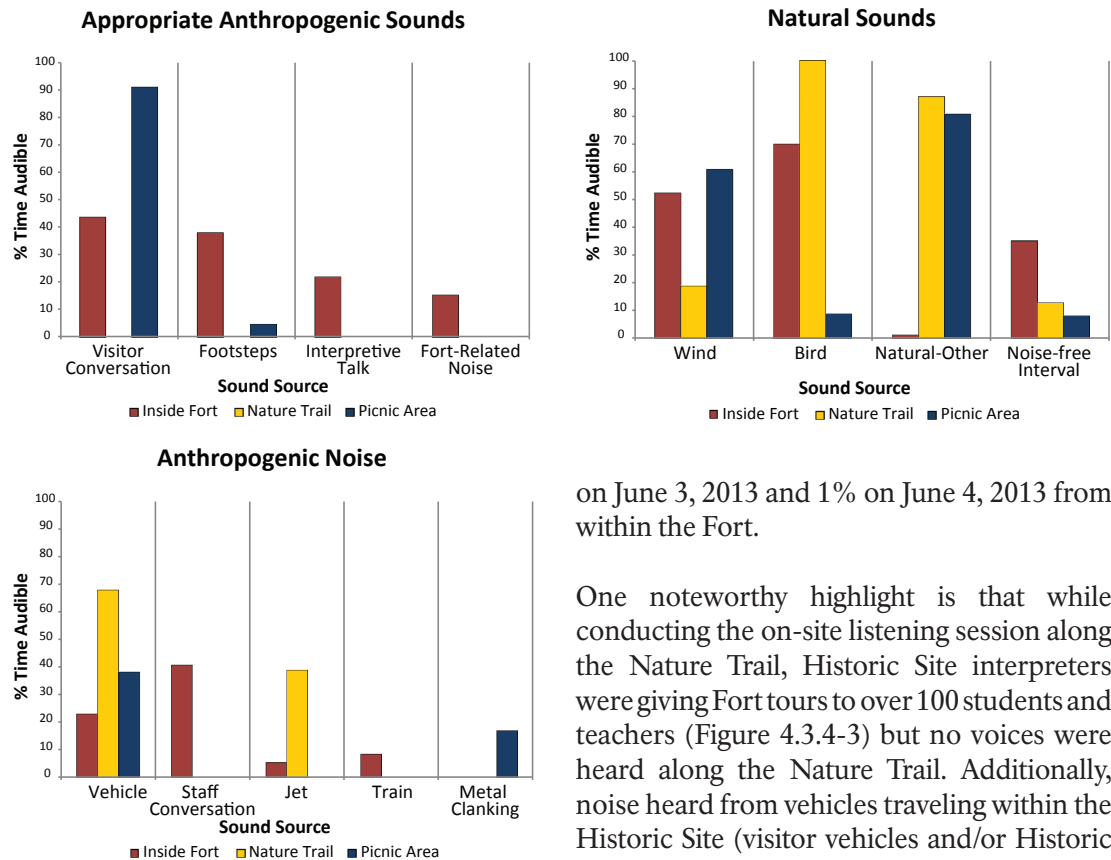 Appropriate Anthropogenic Sounds
100
90
80
70
60
50
40
30
20
10
0
% Time Audible
Visitor Conversation
Footsteps
Interpretive Talk
Fort-Related Noise
Sound Source
Inside Fort Nature Trail Picnic Area
Natural Sounds
100
90
80
70
60
50
40
30
20
10
0
% Time Audible
Wind
Bird
Natural-Other
Noise-free Interval
Sound Source
Inside Fort Nature Trail Picnic Area
Anthropogenic Noise
100
90
80
70
60
50
40
30
20
10
0
% Time Audible
Vehicle
Staff Conversation
Jet
Train
Metal Clanking
Sound Source
Inside Fort Nature Trail Picnic Area
on June 3, 2013 and 1% on June 4, 2013 from
within the Fort.
One noteworthy highlight is that while
conducting the on-site listening session along
the Nature Trail, Historic Site interpreters
were giving Fort tours to over 100 students and
teachers (Figure 4.3.4-3) but no voices were
heard along the Nature Trail. Additionally,
noise heard from vehicles traveling within the
Historic Site (visitor vehicles and/or Historic